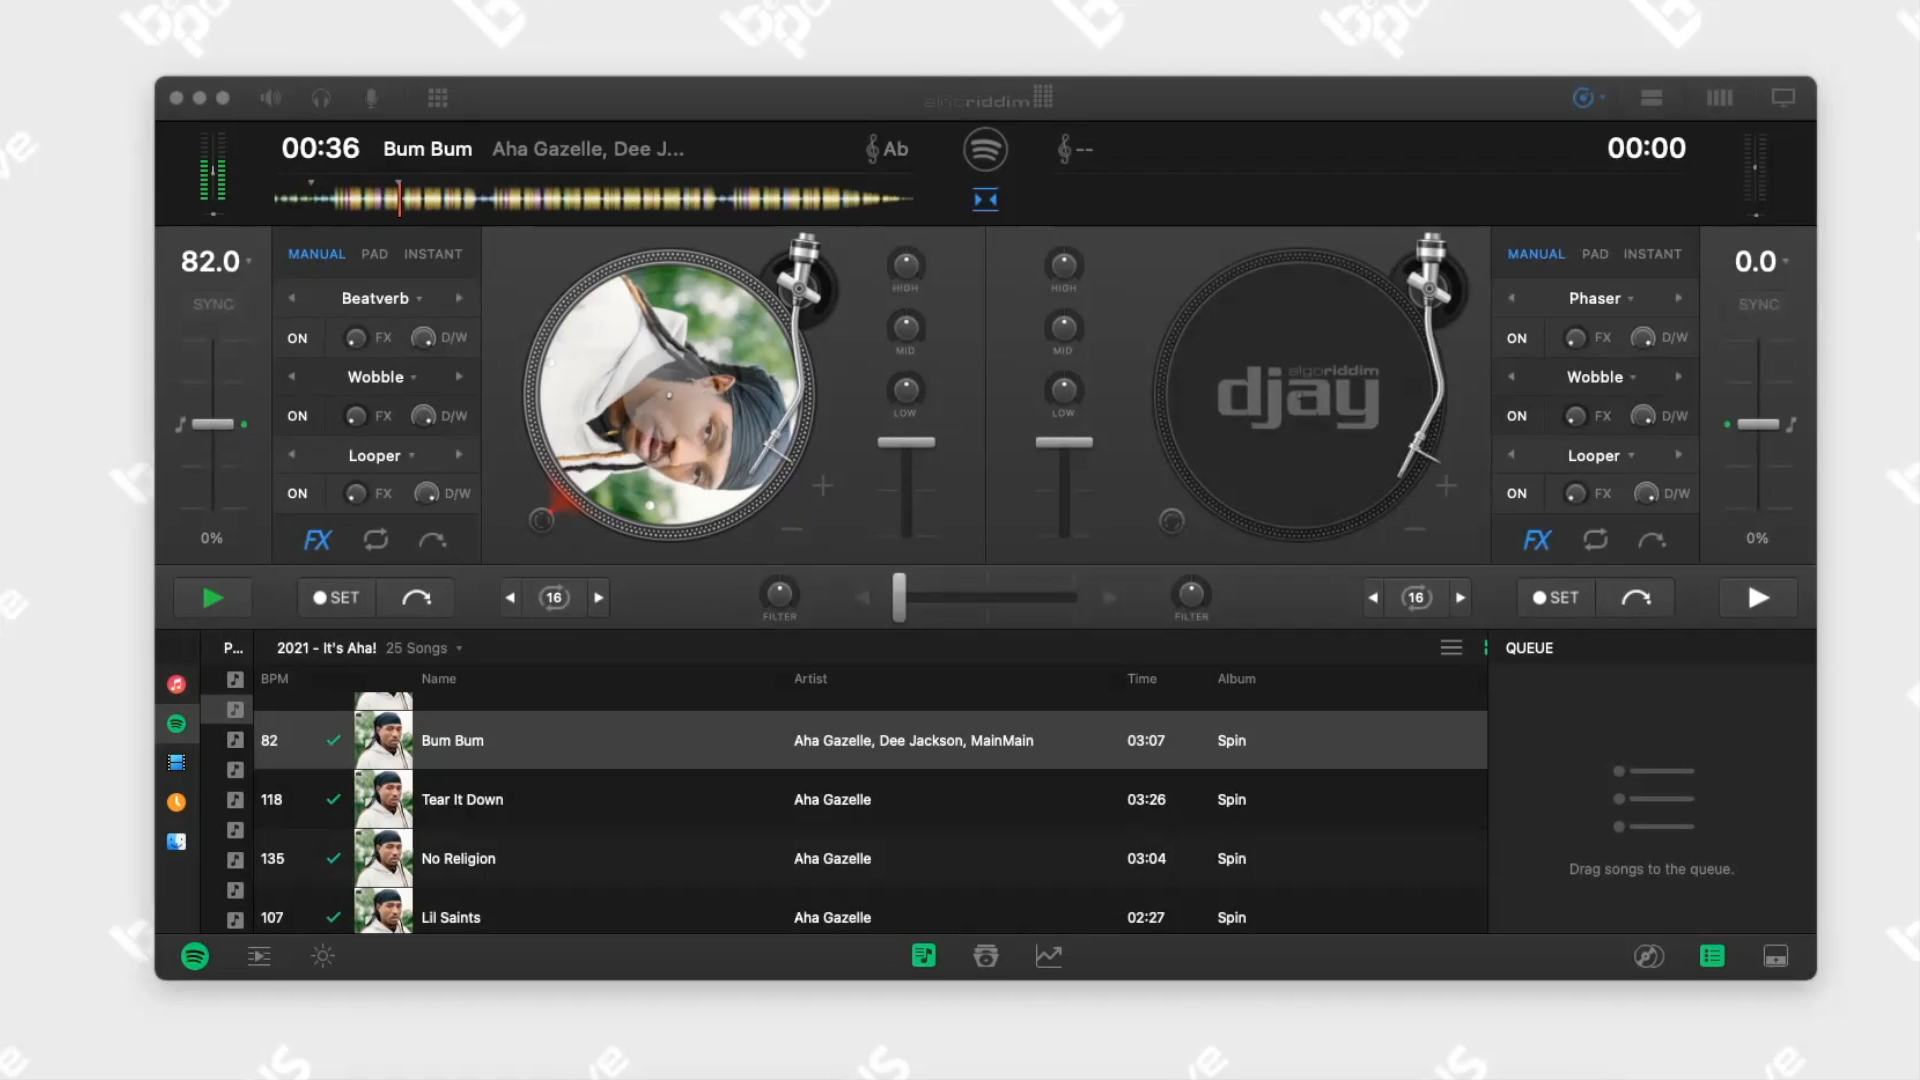 algoriddim
00:36 Bum Bum Aha Gazelle, Dee J... Ab -- 00:00
82.0 MANUAL PAD INSTANT
SYNC
Beatverb
ON FX D/W
Wobble
ON FX D/W
Looper
ON FX D/W
0% FX
HIGH
MID
LOW
HIGH
MID
LOW
algoriddim
djay
MANUAL PAD INSTANT 0.0
SYNC
Phaser
ON FX D/W
Wobble
ON FX D/W
Looper
ON FX D/W
FX 0%
SET 16 FILTER FILTER 16 SET
P... 2021 - It's Aha! 25 Songs QUEUE
BPM Name Artist Time Album
82 Bum Bum Aha Gazelle, Dee Jackson, MainMain 03:07 Spin
118 Tear It Down Aha Gazelle 03:26 Spin
135 No Religion Aha Gazelle 03:04 Spin
107 Lil Saints Aha Gazelle 02:27 Spin
Drag songs to the queue.